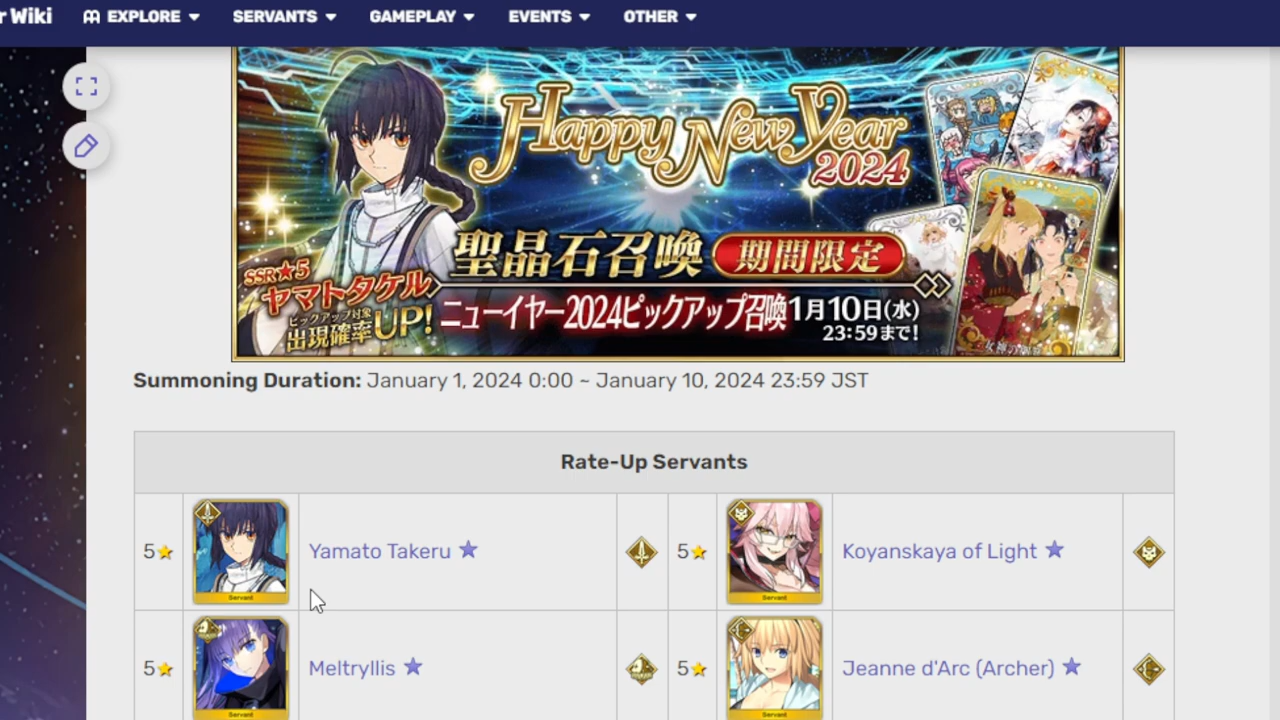 r Wiki
EXPLORE
SERVANTS
GAMEPLAY
EVENTS
OTHER
Happy New Year
2024
聖晶石召喚 期間限定
SSR★5
ヤマトタケル
ピックアップ対象
出現確率UP!
ニューイヤー2024ピックアップ召喚
1月10日(水)
23:59まで!
Summoning Duration: January 1, 2024 0:00 ~ January 10, 2024 23:59 JST
Rate-Up Servants
5★ Yamato Takeru ★
5★ Koyanskaya of Light ★
Servant
Servant
5★ Meltryllis ★
5★ Jeanne d'Arc (Archer) ★
Servant
Servant